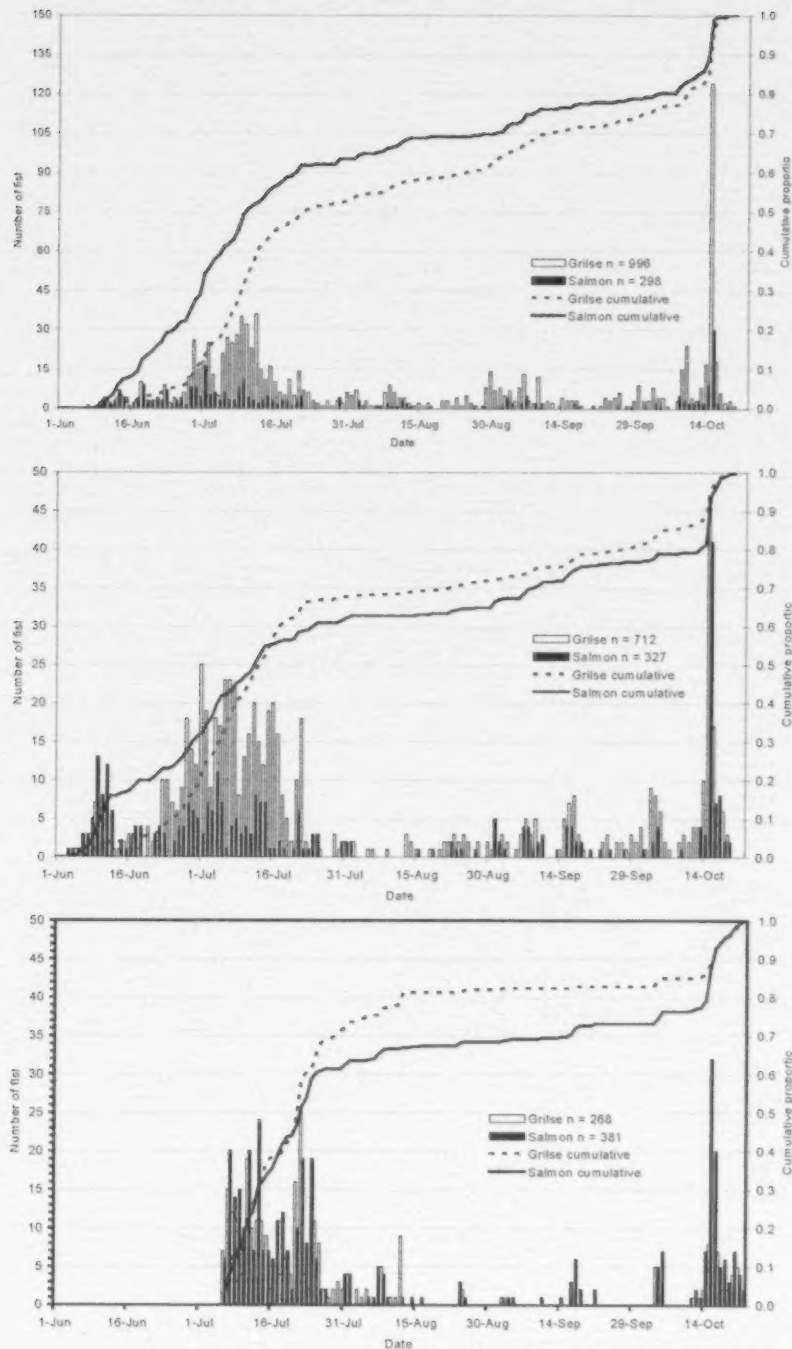 150
135
120
105
90
75
60
45
30
15
0
Number of fist
1.0
0.9
0.8
0.7
0.6
0.5
0.4
0.3
0.2
0.1
0.0
Cumulative proportic
Grilse n = 996
Salmon n = 298
Grilse cumulative
Salmon cumulative
1-Jun 16-Jun 1-Jul 16-Jul 31-Jul 15-Aug 30-Aug 14-Sep 29-Sep 14-Oct
Date
50
45
40
35
30
25
20
15
10
5
0
Number of fist
1.0
0.9
0.8
0.7
0.6
0.5
0.4
0.3
0.2
0.1
0.0
Cumulative proportic
Grilse n = 712
Salmon n = 327
Grilse cumulative
Salmon cumulative
1-Jun 16-Jun 1-Jul 16-Jul 31-Jul 15-Aug 30-Aug 14-Sep 29-Sep 14-Oct
Date
50
45
40
35
30
25
20
15
10
5
0
Number of fist
1.0
0.9
0.8
0.7
0.6
0.5
0.4
0.3
0.2
0.1
0.0
Cumulative proportic
Grilse n = 268
Salmon n = 381
Grilse cumulative
Salmon cumulative
1-Jun 16-Jun 1-Jul 16-Jul 31-Jul 15-Aug 30-Aug 14-Sep 29-Sep 14-Oct
Date